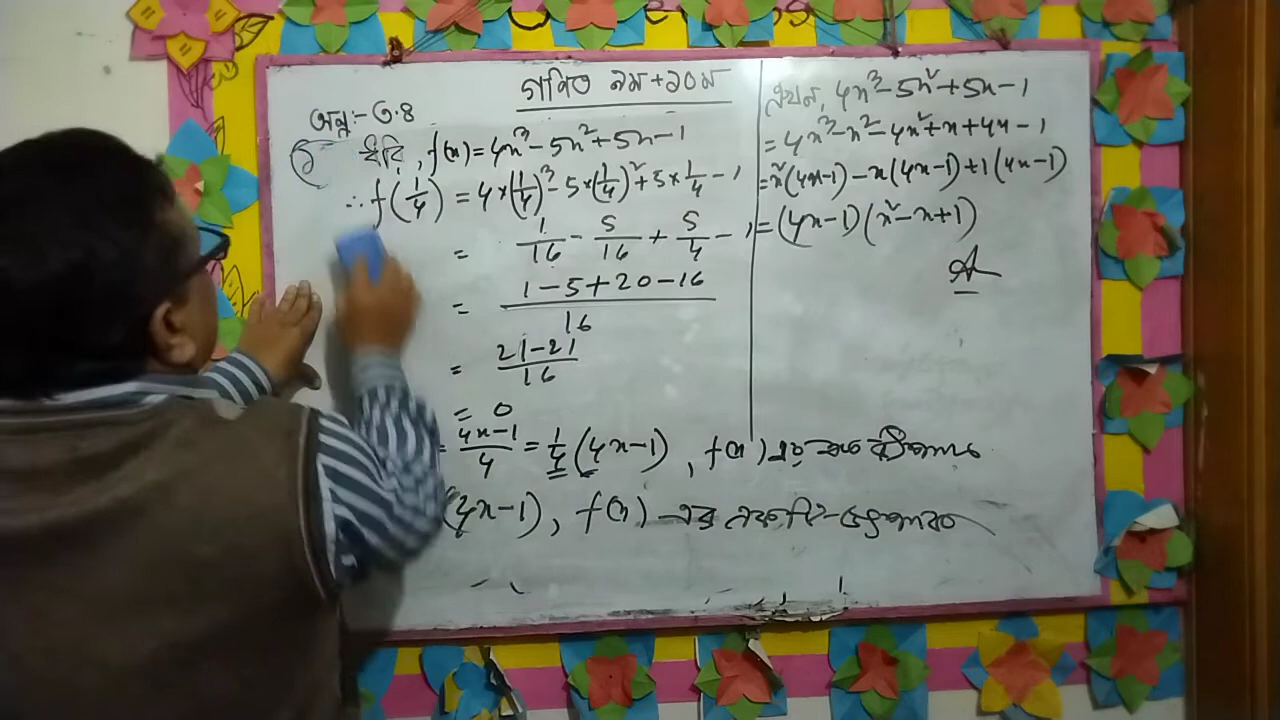 গণিত ৯ম+১০ম
অনু:- ৩.৪
ধরি, f(x) = 4x³ - 5x² + 5x - 1
∴ f(1/4) = 4×(1/4)³ - 5×(1/4)² + 5×1/4 - 1
= 1/16 - 5/16 + 5/4 - 1
= (1-5+20-16)/16
= (21-21)/16
= 0
= (4x-1)/4 = 1/4 (4x-1), f(x) এর একটি উৎপাদক
(4x-1), f(x) এর একটি উৎপাদক
এখন, 4x³ - 5x² + 5x - 1
= 4x³ - x² - 4x² + x + 4x - 1
= x²(4x-1) - x(4x-1) + 1(4x-1)
= (4x-1)(x² - x + 1)